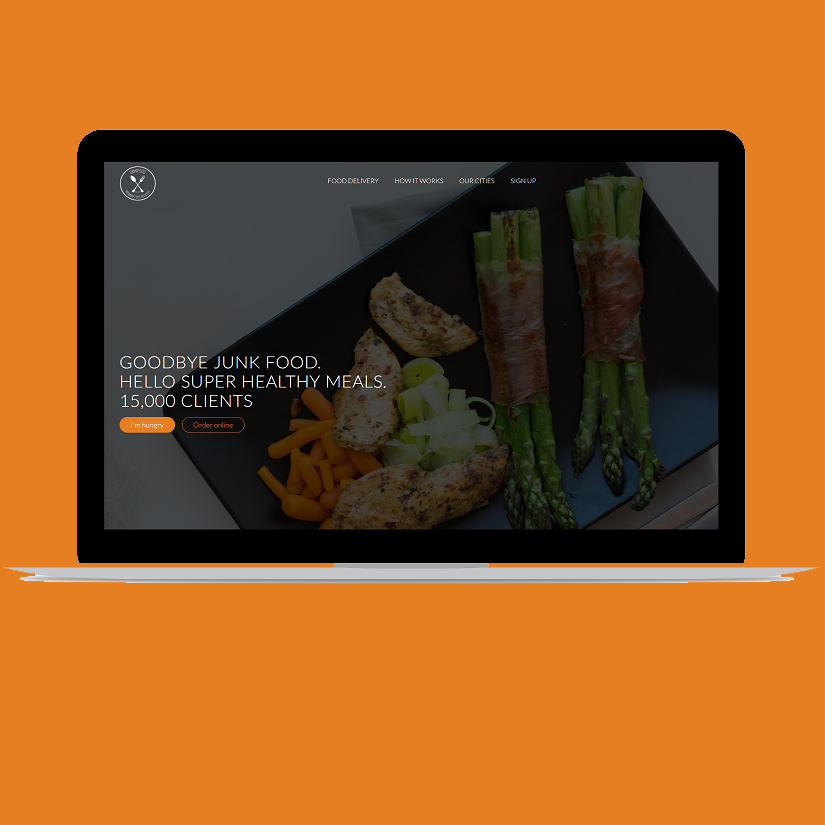 FOOD DELIVERY
HOW IT WORKS
OUR CITIES
SIGN UP
GOODBYE JUNK FOOD.
HELLO SUPER HEALTHY MEALS.
15,000 CLIENTS
I'm hungry
Order online